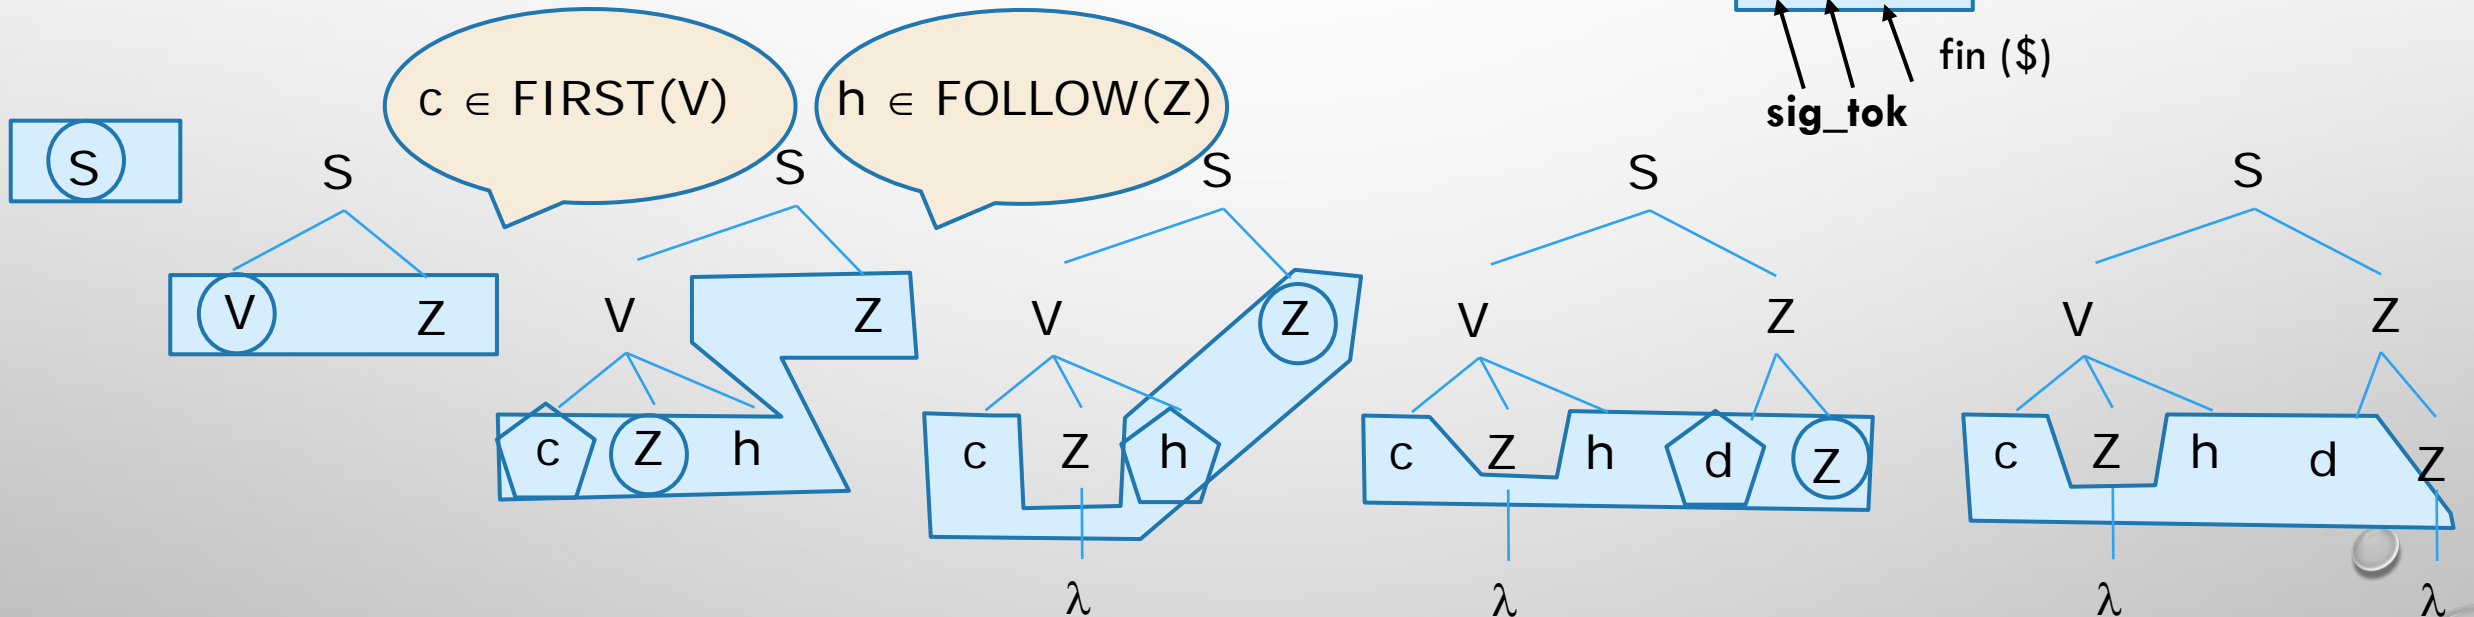 c ∈ FIRST(V)
h ∈ FOLLOW(Z)
fin ($)
sig_tok
S
S
S
S
S
S
V Z
V Z
V Z
V Z
V Z
c Z h
c Z h
c Z h d Z
c Z h d Z
λ
λ
λ
λ